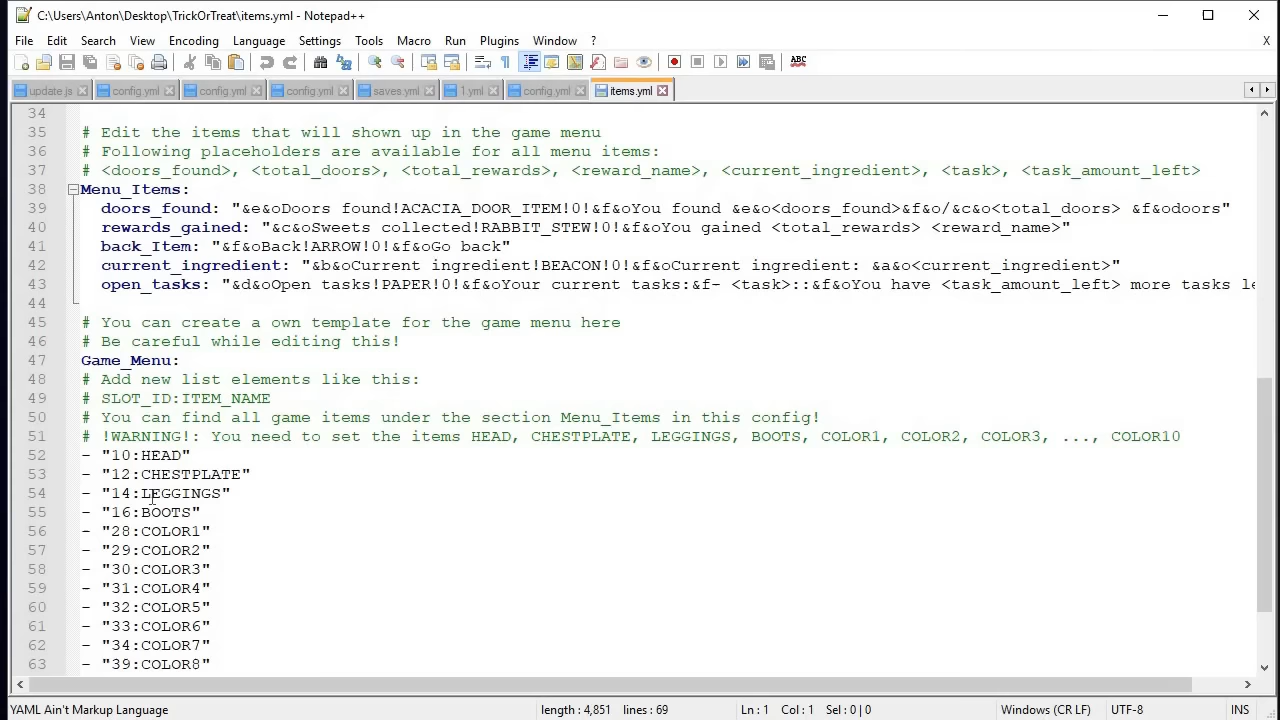 C:\Users\Anton\Desktop\TrickOrTreat\items.yml - Notepad++
File Edit Search View Encoding Language Settings Tools Macro Run Plugins Window ? X
ABC
update.js config.yml config.yml config.yml saves.yml 1.yml config.yml items.yml
34
35 # Edit the items that will shown up in the game menu
36 # Following placeholders are available for all menu items:
37 # <doors_found>, <total_doors>, <total_rewards>, <reward_name>, <current_ingredient>, <task>, <task_amount_left>
38 Menu_Items:
39 doors_found: "&e&oDoors found!ACACIA_DOOR_ITEM!0!&f&oYou found &e&o<doors_found>&f&o/&c&o<total_doors> &f&odoors"
40 rewards_gained: "&c&oSweets collected!RABBIT_STEW!0!&f&oYou gained <total_rewards> <reward_name>"
41 back_Item: "&f&oBack!ARROW!0!&f&oGo back"
42 current_ingredient: "&b&oCurrent ingredient!BEACON!0!&f&oCurrent ingredient: &a&o<current_ingredient>"
43 open_tasks: "&d&oOpen tasks!PAPER!0!&f&oYour current tasks:&f- <task>::&f&oYou have <task_amount_left> more tasks le
44
45 # You can create a own template for the game menu here
46 # Be careful while editing this!
47 Game_Menu:
48 # Add new list elements like this:
49 # SLOT_ID:ITEM_NAME
50 # You can find all game items under the section Menu_Items in this config!
51 # !WARNING!: You need to set the items HEAD, CHESTPLATE, LEGGINGS, BOOTS, COLOR1, COLOR2, COLOR3, ..., COLOR10
52 - "10:HEAD"
53 - "12:CHESTPLATE"
54 - "14:LEGGINGS"
55 - "16:BOOTS"
56 - "28:COLOR1"
57 - "29:COLOR2"
58 - "30:COLOR3"
59 - "31:COLOR4"
60 - "32:COLOR5"
61 - "33:COLOR6"
62 - "34:COLOR7"
63 - "39:COLOR8"
YAML Ain't Markup Language length : 4,851 lines : 69 Ln : 1 Col : 1 Sel : 0 | 0 Windows (CR LF) UTF-8 INS